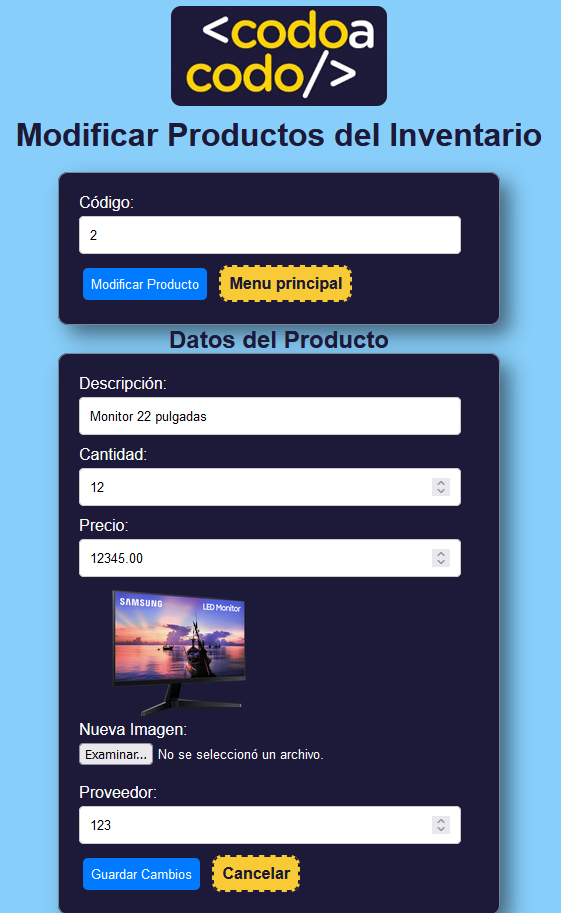 <codoa
codo/>
Modificar Productos del Inventario
Código:
2
Modificar Producto Menu principal
Datos del Producto
Descripción:
Monitor 22 pulgadas
Cantidad:
12
Precio:
12345.00
SAMSUNG LED Monitor
Nueva Imagen:
Examinar... No se seleccionó un archivo.
Proveedor:
123
Guardar Cambios Cancelar